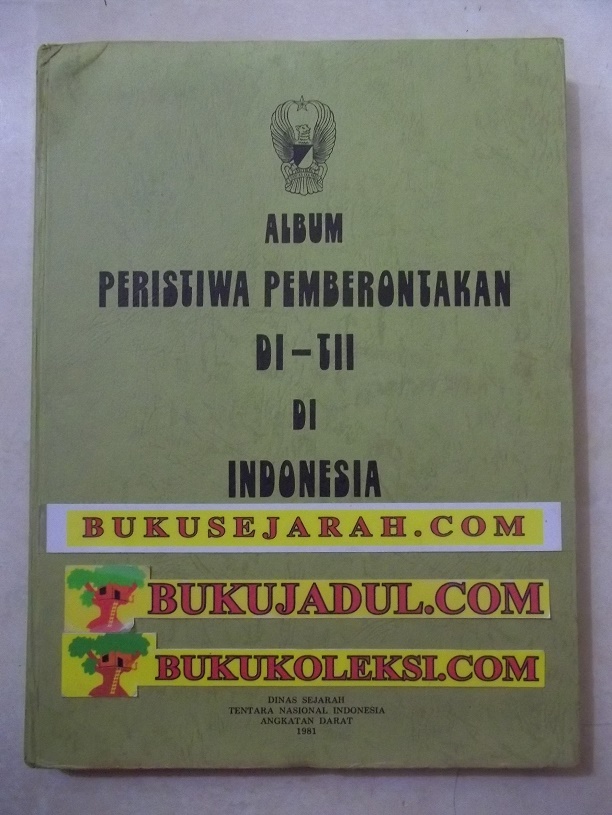 ALBUM
PERISTIWA PEMBERONTAKAN
DI-TII
DI
INDONESIA
BUKUSEJARAH.COM
BUKUJADUL.COM
BUKUKOLEKSI.COM
DINAS SEJARAH
TENTARA NASIONAL INDONESIA
ANGKATAN DARAT
1981